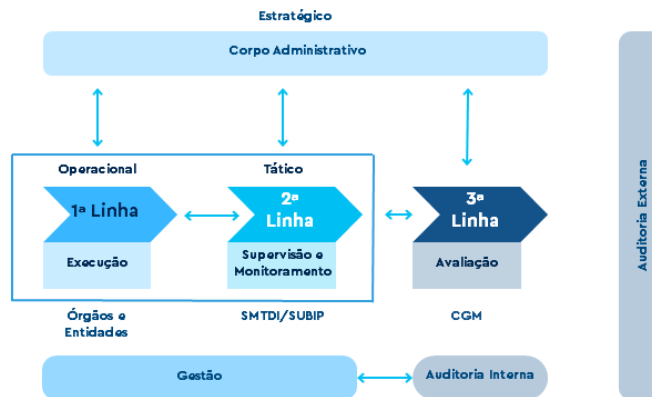 Estratégico
Corpo Administrativo
Operacional
Tático
1ª Linha
2ª
Linha
3ª
Linha
Execução
Supervisão e
Monitoramento
Avaliação
Órgãos e
Entidades
SMTDI/SUBIP
CGM
Gestão
Auditoria Interna
Auditoria Externa